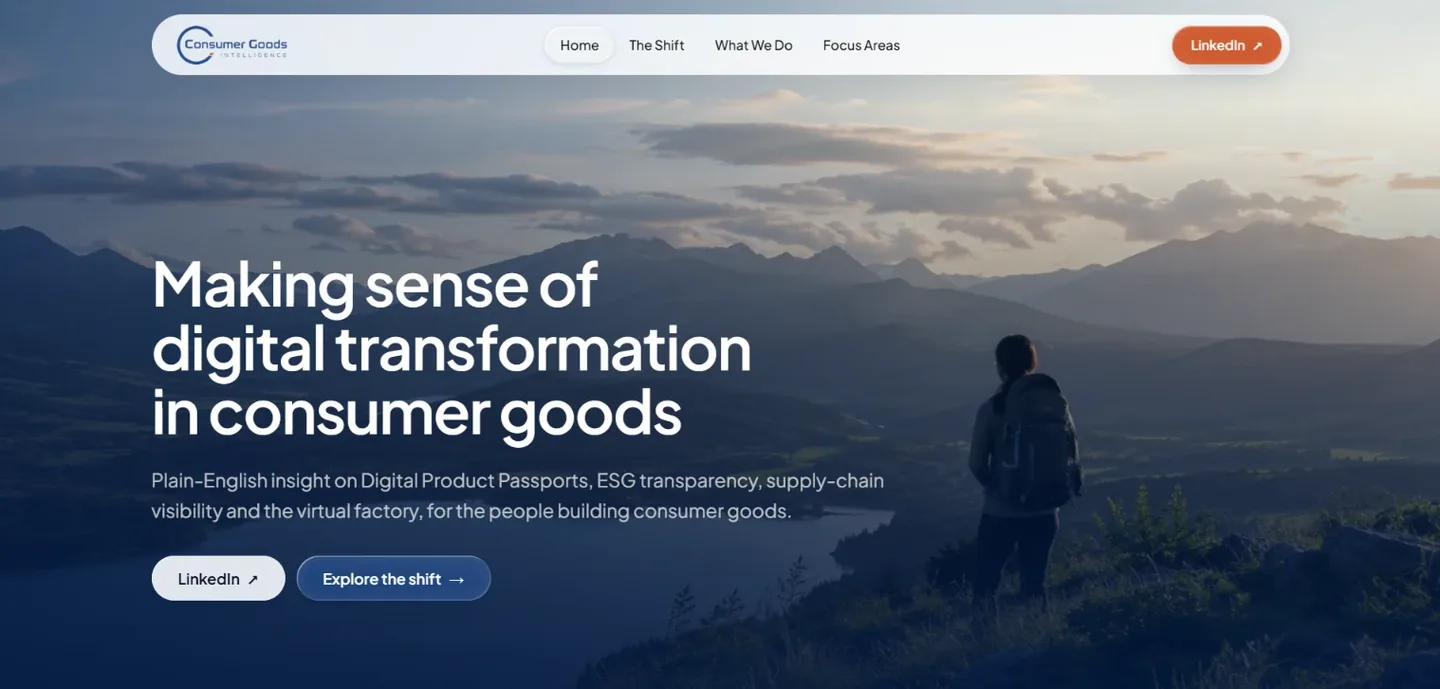 Consumer Goods
INTELLIGENCE
Home
The Shift
What We Do
Focus Areas
LinkedIn ↗
Making sense of
digital transformation
in consumer goods
Plain-English insight on Digital Product Passports, ESG transparency, supply-chain
visibility and the virtual factory, for the people building consumer goods.
LinkedIn ↗
Explore the shift →